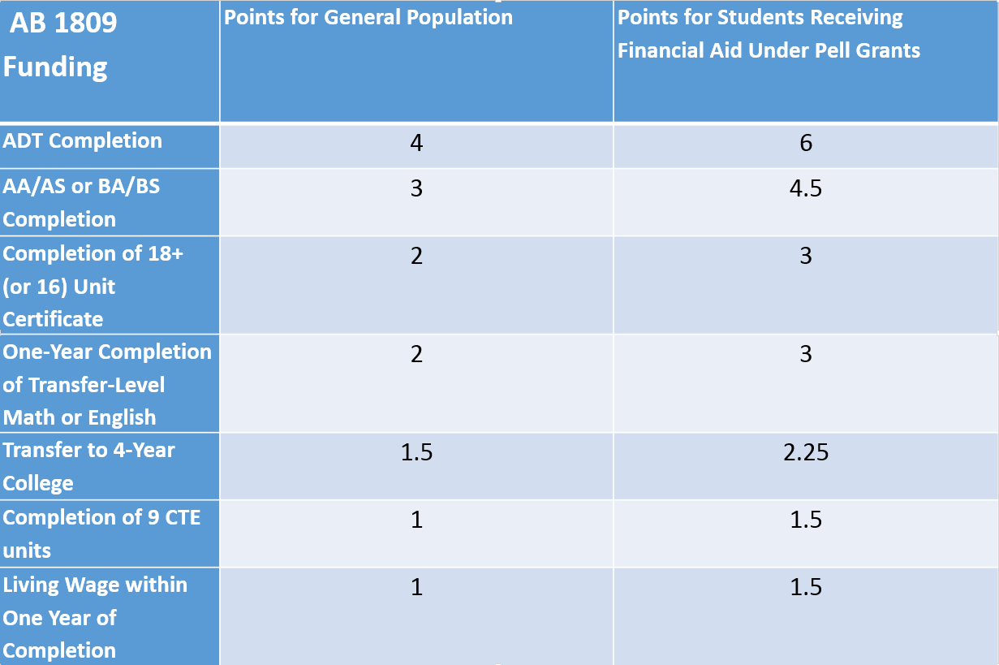 AB 1809
Funding
Points for General Population
Points for Students Receiving
Financial Aid Under Pell Grants
ADT Completion
4
6
AA/AS or BA/BS
Completion
3
4.5
Completion of 18+
(or 16) Unit
Certificate
2
3
One-Year Completion
of Transfer-Level
Math or English
2
3
Transfer to 4-Year
College
1.5
2.25
Completion of 9 CTE
units
1
1.5
Living Wage within
One Year of
Completion
1
1.5